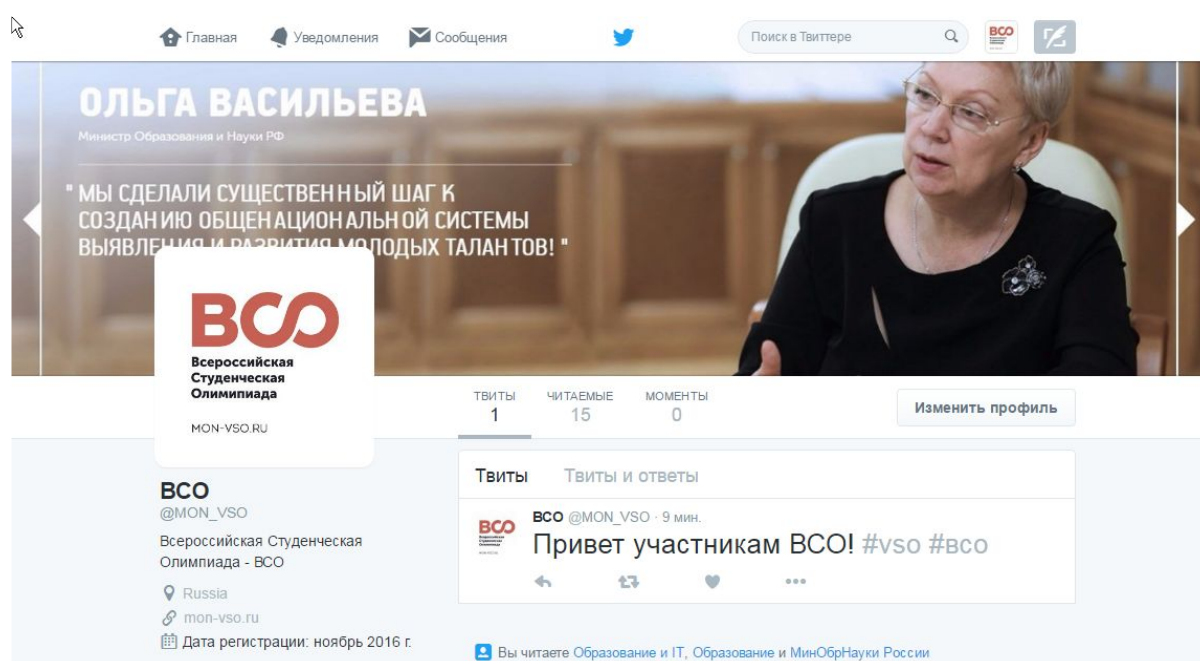 Главная Уведомления Сообщения Поиск в Твиттере ВСО
ОЛЬГА ВАСИЛЬЕВА
Министр Образования и Науки РФ
" МЫ СДЕЛАЛИ СУЩЕСТВЕННЫЙ ШАГ К
СОЗДАНИЮ ОБЩЕНАЦИОНАЛЬНОЙ СИСТЕМЫ
ВЫЯВЛЕНИЯ И РАЗВИТИЯ МОЛОДЫХ ТАЛАНТОВ! "
ВСО
Всероссийская
Студенческая
Олимпиада
MON-VSO.RU
ТВИТЫ ЧИТАЕМЫЕ МОМЕНТЫ
1 15 0
Изменить профиль
ВСО
@MON_VSO
Всероссийская Студенческая
Олимпиада - ВСО
Russia
mon-vso.ru
Дата регистрации: ноябрь 2016 г.
Твиты Твиты и ответы
ВСО
ВСО @MON_VSO · 9 мин.
Привет участникам ВСО! #vso #всо
Вы читаете Образование и IT, Образование и МинОбрНауки России